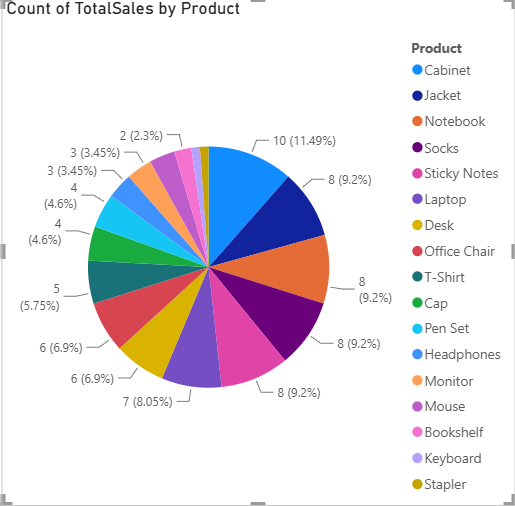 Count of TotalSales by Product
Product
Cabinet
Jacket
Notebook
Socks
Sticky Notes
Laptop
Desk
Office Chair
T-Shirt
Cap
Pen Set
Headphones
Monitor
Mouse
Bookshelf
Keyboard
Stapler
10 (11.49%)
8 (9.2%)
8
(9.2%)
8 (9.2%)
8 (9.2%)
7 (8.05%)
6 (6.9%)
6 (6.9%)
5
(5.75%)
4
(4.6%)
4
(4.6%)
3 (3.45%)
3 (3.45%)
2 (2.3%)